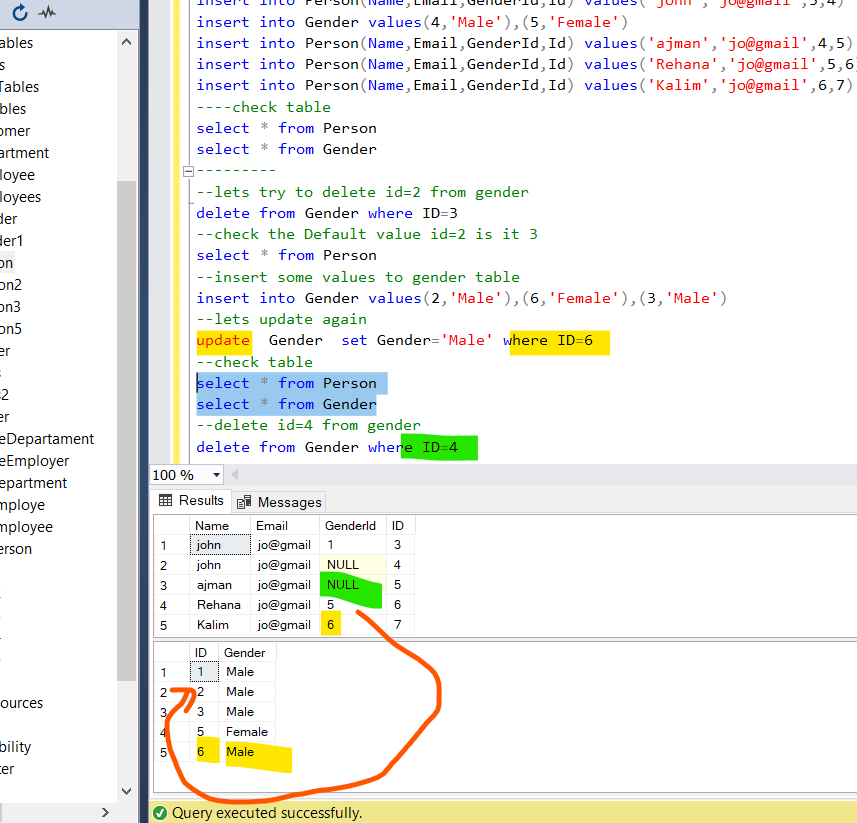 ables
insert into Person(Name,Email,GenderId,Id) values('john','jo@gmail',3,4)
insert into Gender values(4,'Male'),(5,'Female')
insert into Person(Name,Email,GenderId,Id) values('ajman','jo@gmail',4,5)
insert into Person(Name,Email,GenderId,Id) values('Rehana','jo@gmail',5,6
insert into Person(Name,Email,GenderId,Id) values('Kalim','jo@gmail',6,7)
----check table
select * from Person
select * from Gender
---------
--lets try to delete id=2 from gender
delete from Gender where ID=3
--check the Default value id=2 is it 3
select * from Person
--insert some values to gender table
insert into Gender values(2,'Male'),(6,'Female'),(3,'Male')
--lets update again
update Gender set Gender='Male' where ID=6
--check table
select * from Person
select * from Gender
--delete id=4 from gender
delete from Gender where ID=4
s
Tables
bles
omer
artment
loyee
loyees
der
der1
on
on2
on3
on5
er
s2
er
eDepartament
eEmployer
epartment
mploye
mployee
erson
ources
bility
ter
100 %
Results Messages
Name Email GenderId ID
1 john jo@gmail 1 3
2 john jo@gmail NULL 4
3 ajman jo@gmail NULL 5
4 Rehana jo@gmail 5 6
5 Kalim jo@gmail 6 7
ID Gender
1 1 Male
2 2 Male
3 3 Male
4 5 Female
5 6 Male
Query executed successfully.